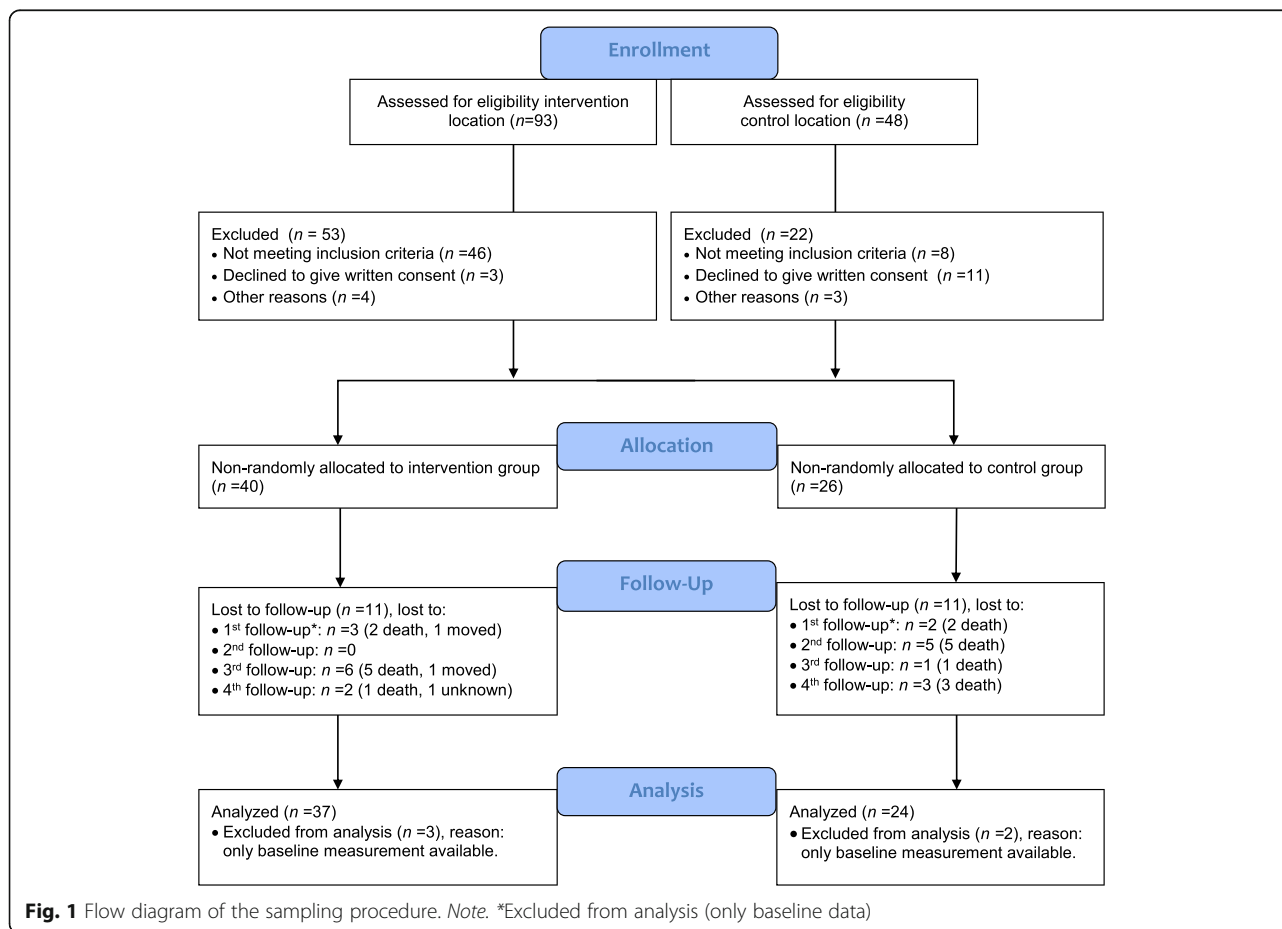 Enrollment
Assessed for eligibility intervention
location (n=93)
Assessed for eligibility
control location (n =48)
Excluded (n = 53)
• Not meeting inclusion criteria (n =46)
• Declined to give written consent (n =3)
• Other reasons (n =4)
Excluded (n =22)
• Not meeting inclusion criteria (n =8)
• Declined to give written consent (n =11)
• Other reasons (n =3)
Allocation
Non-randomly allocated to intervention group
(n =40)
Non-randomly allocated to control group
(n =26)
Follow-Up
Lost to follow-up (n =11), lost to:
• 1st follow-up*: n =3 (2 death, 1 moved)
• 2nd follow-up: n =0
• 3rd follow-up: n =6 (5 death, 1 moved)
• 4th follow-up: n =2 (1 death, 1 unknown)
Lost to follow-up (n =11), lost to:
• 1st follow-up*: n =2 (2 death)
• 2nd follow-up: n =5 (5 death)
• 3rd follow-up: n =1 (1 death)
• 4th follow-up: n =3 (3 death)
Analysis
Analyzed (n =37)
• Excluded from analysis (n =3), reason:
only baseline measurement available.
Analyzed (n =24)
• Excluded from analysis (n =2), reason:
only baseline measurement available.
Fig. 1 Flow diagram of the sampling procedure. Note. *Excluded from analysis (only baseline data)